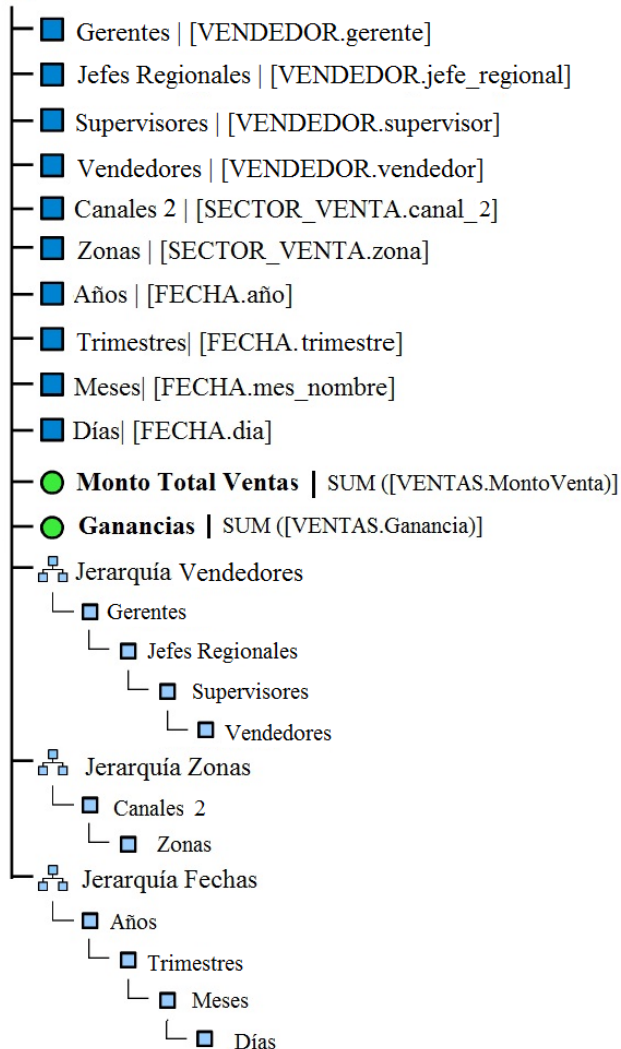 Gerentes | [VENDEDOR.gerente]
Jefes Regionales | [VENDEDOR.jefe_regional]
Supervisores | [VENDEDOR.supervisor]
Vendedores | [VENDEDOR.vendedor]
Canales 2 | [SECTOR_VENTA.canal_2]
Zonas | [SECTOR_VENTA.zona]
Años | [FECHA.año]
Trimestres| [FECHA.trimestre]
Meses| [FECHA.mes_nombre]
Días| [FECHA.dia]
Monto Total Ventas | SUM ([VENTAS.MontoVenta)]
Ganancias | SUM ([VENTAS.Ganancia)]
Jerarquía Vendedores
Gerentes
Jefes Regionales
Supervisores
Vendedores
Jerarquía Zonas
Canales 2
Zonas
Jerarquía Fechas
Años
Trimestres
Meses
Días